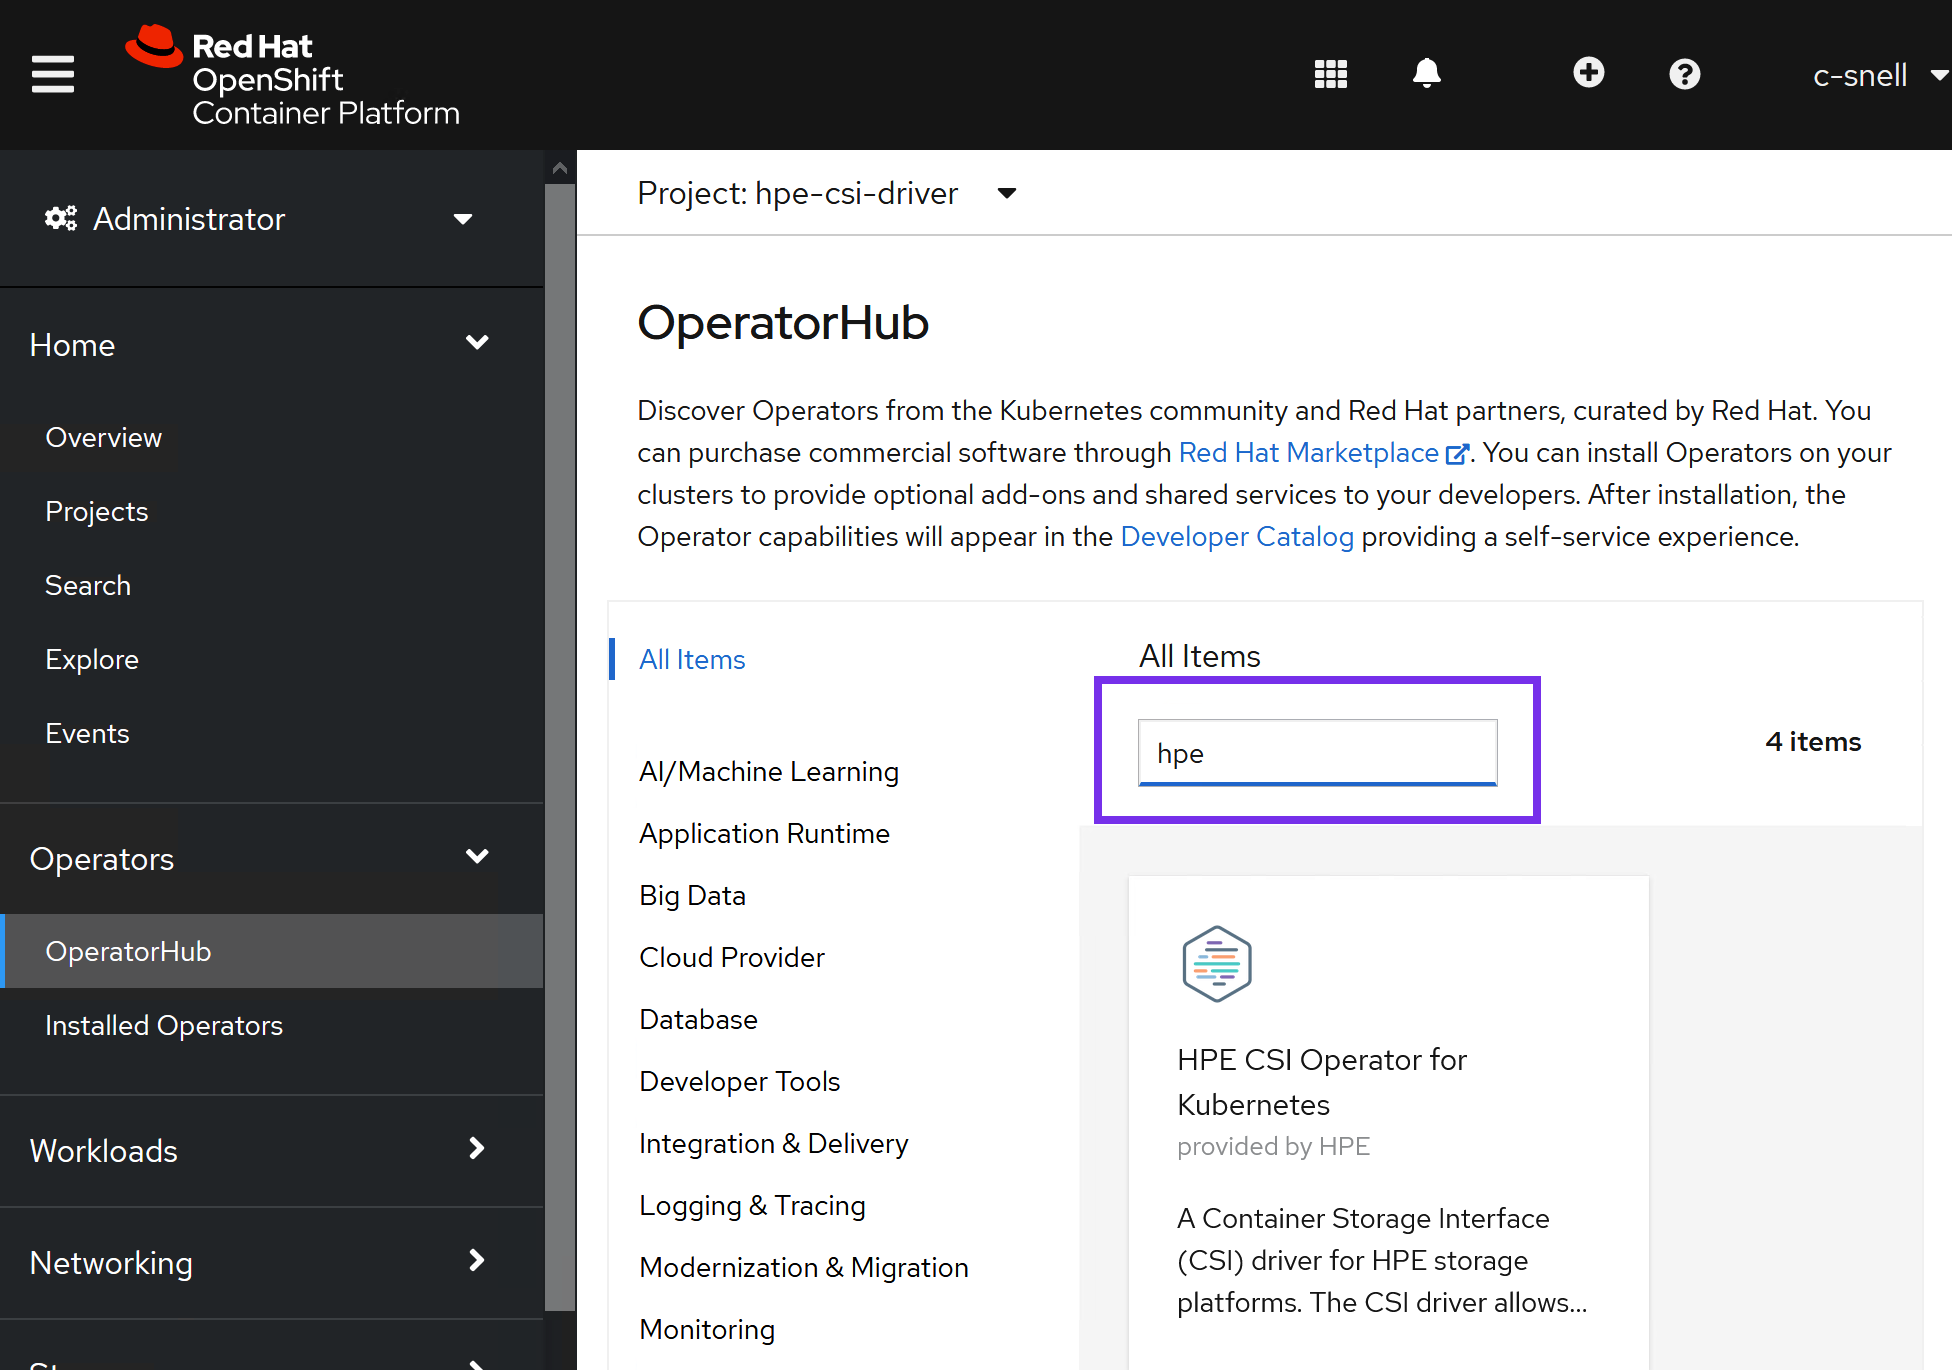 Red Hat
OpenShift
Container Platform
c-snell
Administrator
Home
Overview
Projects
Search
Explore
Events
Operators
OperatorHub
Installed Operators
Workloads
Networking
Project: hpe-csi-driver
OperatorHub
Discover Operators from the Kubernetes community and Red Hat partners, curated by Red Hat. You
can purchase commercial software through Red Hat Marketplace. You can install Operators on your
clusters to provide optional add-ons and shared services to your developers. After installation, the
Operator capabilities will appear in the Developer Catalog providing a self-service experience.
All Items
AI/Machine Learning
Application Runtime
Big Data
Cloud Provider
Database
Developer Tools
Integration & Delivery
Logging & Tracing
Modernization & Migration
Monitoring
All Items
hpe
4 items
HPE CSI Operator for
Kubernetes
provided by HPE
A Container Storage Interface
(CSI) driver for HPE storage
platforms. The CSI driver allows...